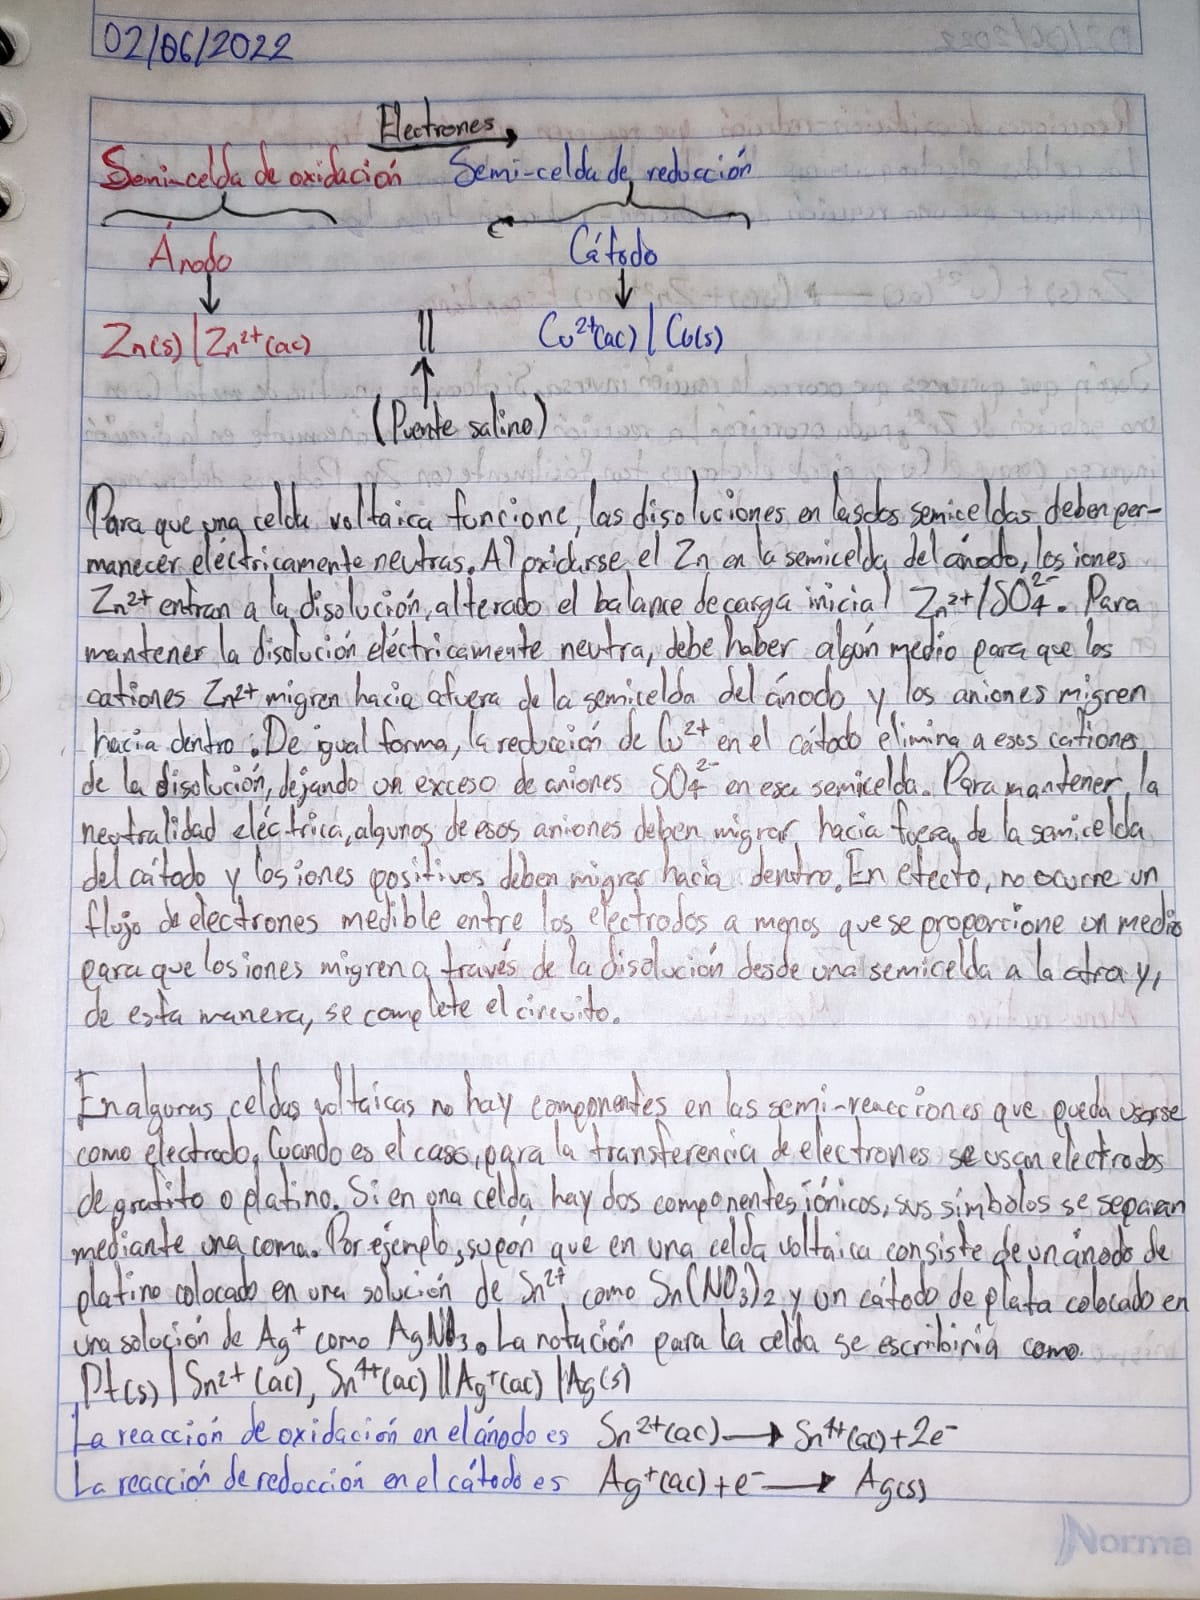 02/06/2022
Electrones
Semi-celda de oxidación Semi-celda de reducción
Ánodo Cátodo
Zn(s) | Zn²⁺(ac) || Cu²⁺(ac) | Cu(s)
(Puente salino)
Para que una celda voltaica funcione, las disoluciones en las dos semiceldas deben per-
manecer eléctricamente neutras. Al oxidarse el Zn en la semicelda del ánodo, los iones
Zn²⁺ entran a la disolución, alterado el balance de carga inicial Zn²⁺/SO₄²⁻. Para
mantener la disolución eléctricamente neutra, debe haber algún medio para que los
cationes Zn²⁺ migren hacia afuera de la semicelda del ánodo y los aniones migren
hacia dentro. De igual forma, la reducción de Cu²⁺ en el cátodo elimina a esos cationes
de la disolución, dejando un exceso de aniones SO₄²⁻ en esa semicelda. Para mantener la
neutralidad eléctrica, algunos de esos aniones deben migrar hacia fuera de la semicelda
del cátodo y los iones positivos deben migrar hacia dentro. En efecto, no ocurre un
flujo de electrones medible entre los electrodos a menos que se proporcione un medio
para que los iones migren a través de la disolución desde una semicelda a la otra y,
de esta manera, se complete el circuito.
En algunas celdas voltaicas no hay componentes en las semi-reacciones que pueda usarse
como electrodo. Cuando es el caso, para la transferencia de electrones se usan electrodos
de grafito o platino. Si en una celda hay dos componentes iónicos, sus símbolos se separan
mediante una coma. Por ejemplo, supón que en una celda voltaica consiste de un ánodo de
platino colocado en una solución de Sn²⁺ como Sn(NO₃)₂ y un cátodo de plata colocado en
una solución de Ag⁺ como AgNO₃. La notación para la celda se escribiría como
Pt(s) | Sn²⁺(ac), Sn⁴⁺(ac) || Ag⁺(ac) | Ag(s)
La reacción de oxidación en el ánodo es Sn²⁺(ac) → Sn⁴⁺(ac) + 2e⁻
La reacción de reducción en el cátodo es Ag⁺(ac) + e⁻ → Ag(s)
Norma